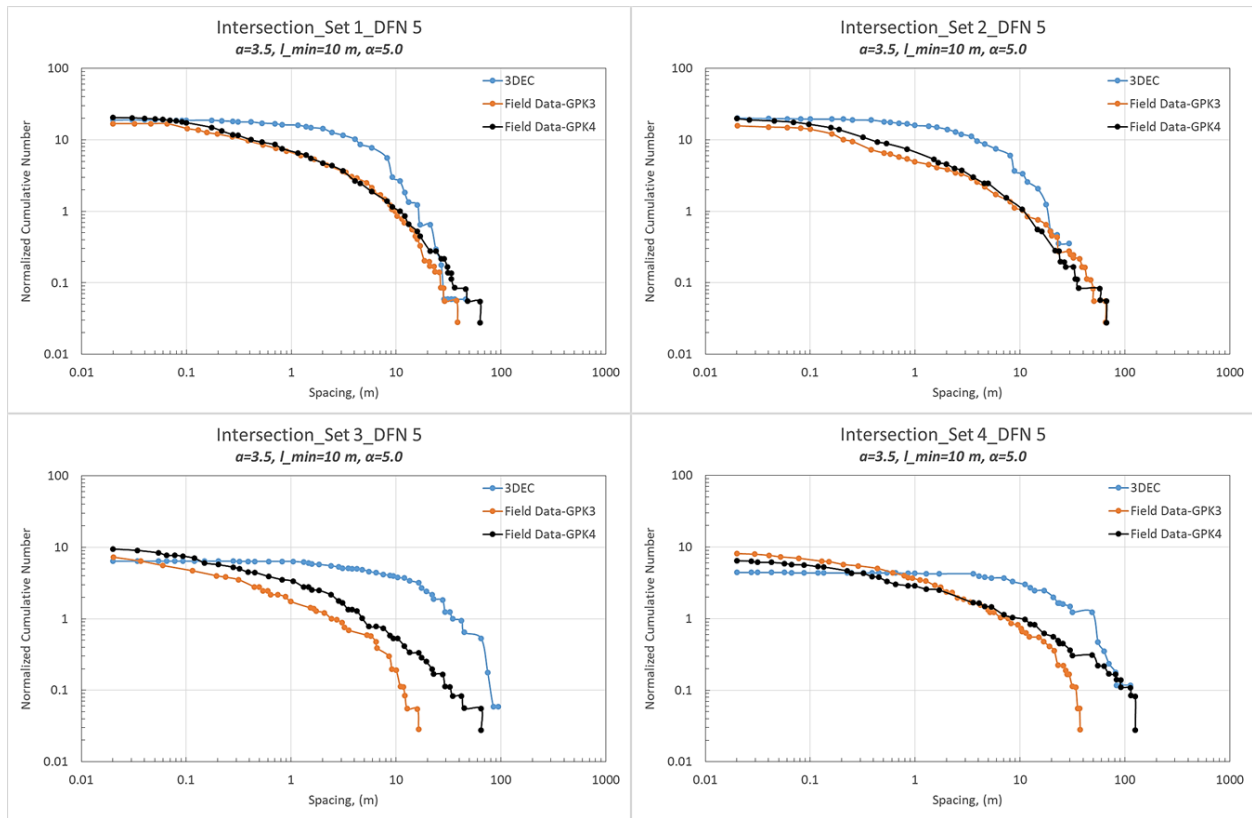 Intersection_Set 1_DFN 5
a=3.5, l_min=10 m, α=5.0
100
10
1
0.1
0.01
Normalized Cumulative Number
3DEC
Field Data-GPK3
Field Data-GPK4
0.01 0.1 1 10 100 1000
Spacing, (m)
Intersection_Set 2_DFN 5
a=3.5, l_min=10 m, α=5.0
100
10
1
0.1
0.01
Normalized Cumulative Number
3DEC
Field Data-GPK3
Field Data-GPK4
0.01 0.1 1 10 100 1000
Spacing, (m)
Intersection_Set 3_DFN 5
a=3.5, l_min=10 m, α=5.0
100
10
1
0.1
0.01
Normalized Cumulative Number
3DEC
Field Data-GPK3
Field Data-GPK4
0.01 0.1 1 10 100 1000
Spacing, (m)
Intersection_Set 4_DFN 5
a=3.5, l_min=10 m, α=5.0
100
10
1
0.1
0.01
Normalized Cumulative Number
3DEC
Field Data-GPK3
Field Data-GPK4
0.01 0.1 1 10 100 1000
Spacing, (m)